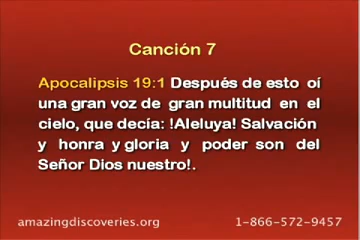 Canción 7
Apocalipsis 19:1 Después de esto oí
una gran voz de gran multitud en el
cielo, que decía: !Aleluya! Salvación
y honra y gloria y poder son del
Señor Dios nuestro!.
amazingdiscoveries.org 1-866-572-9457